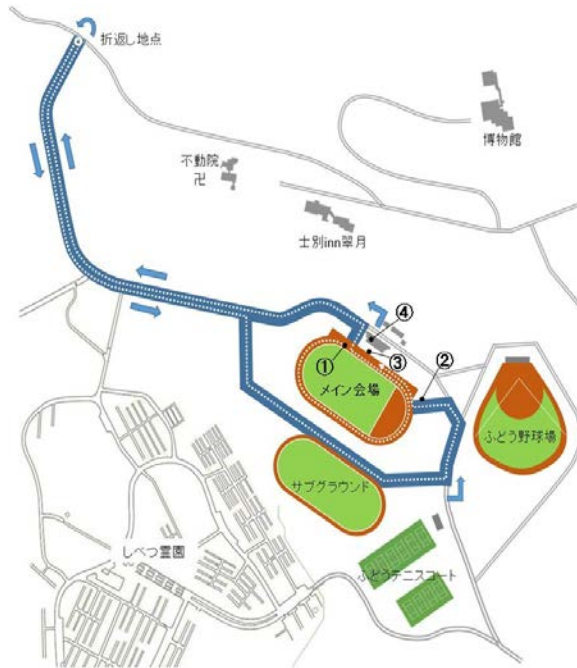 折返し地点
博物館
不動院
卍
士別inn翠月
④
①
③
②
メイン会場
ふどう野球場
サブグラウンド
しべつ霊園
ふどうテニスコート